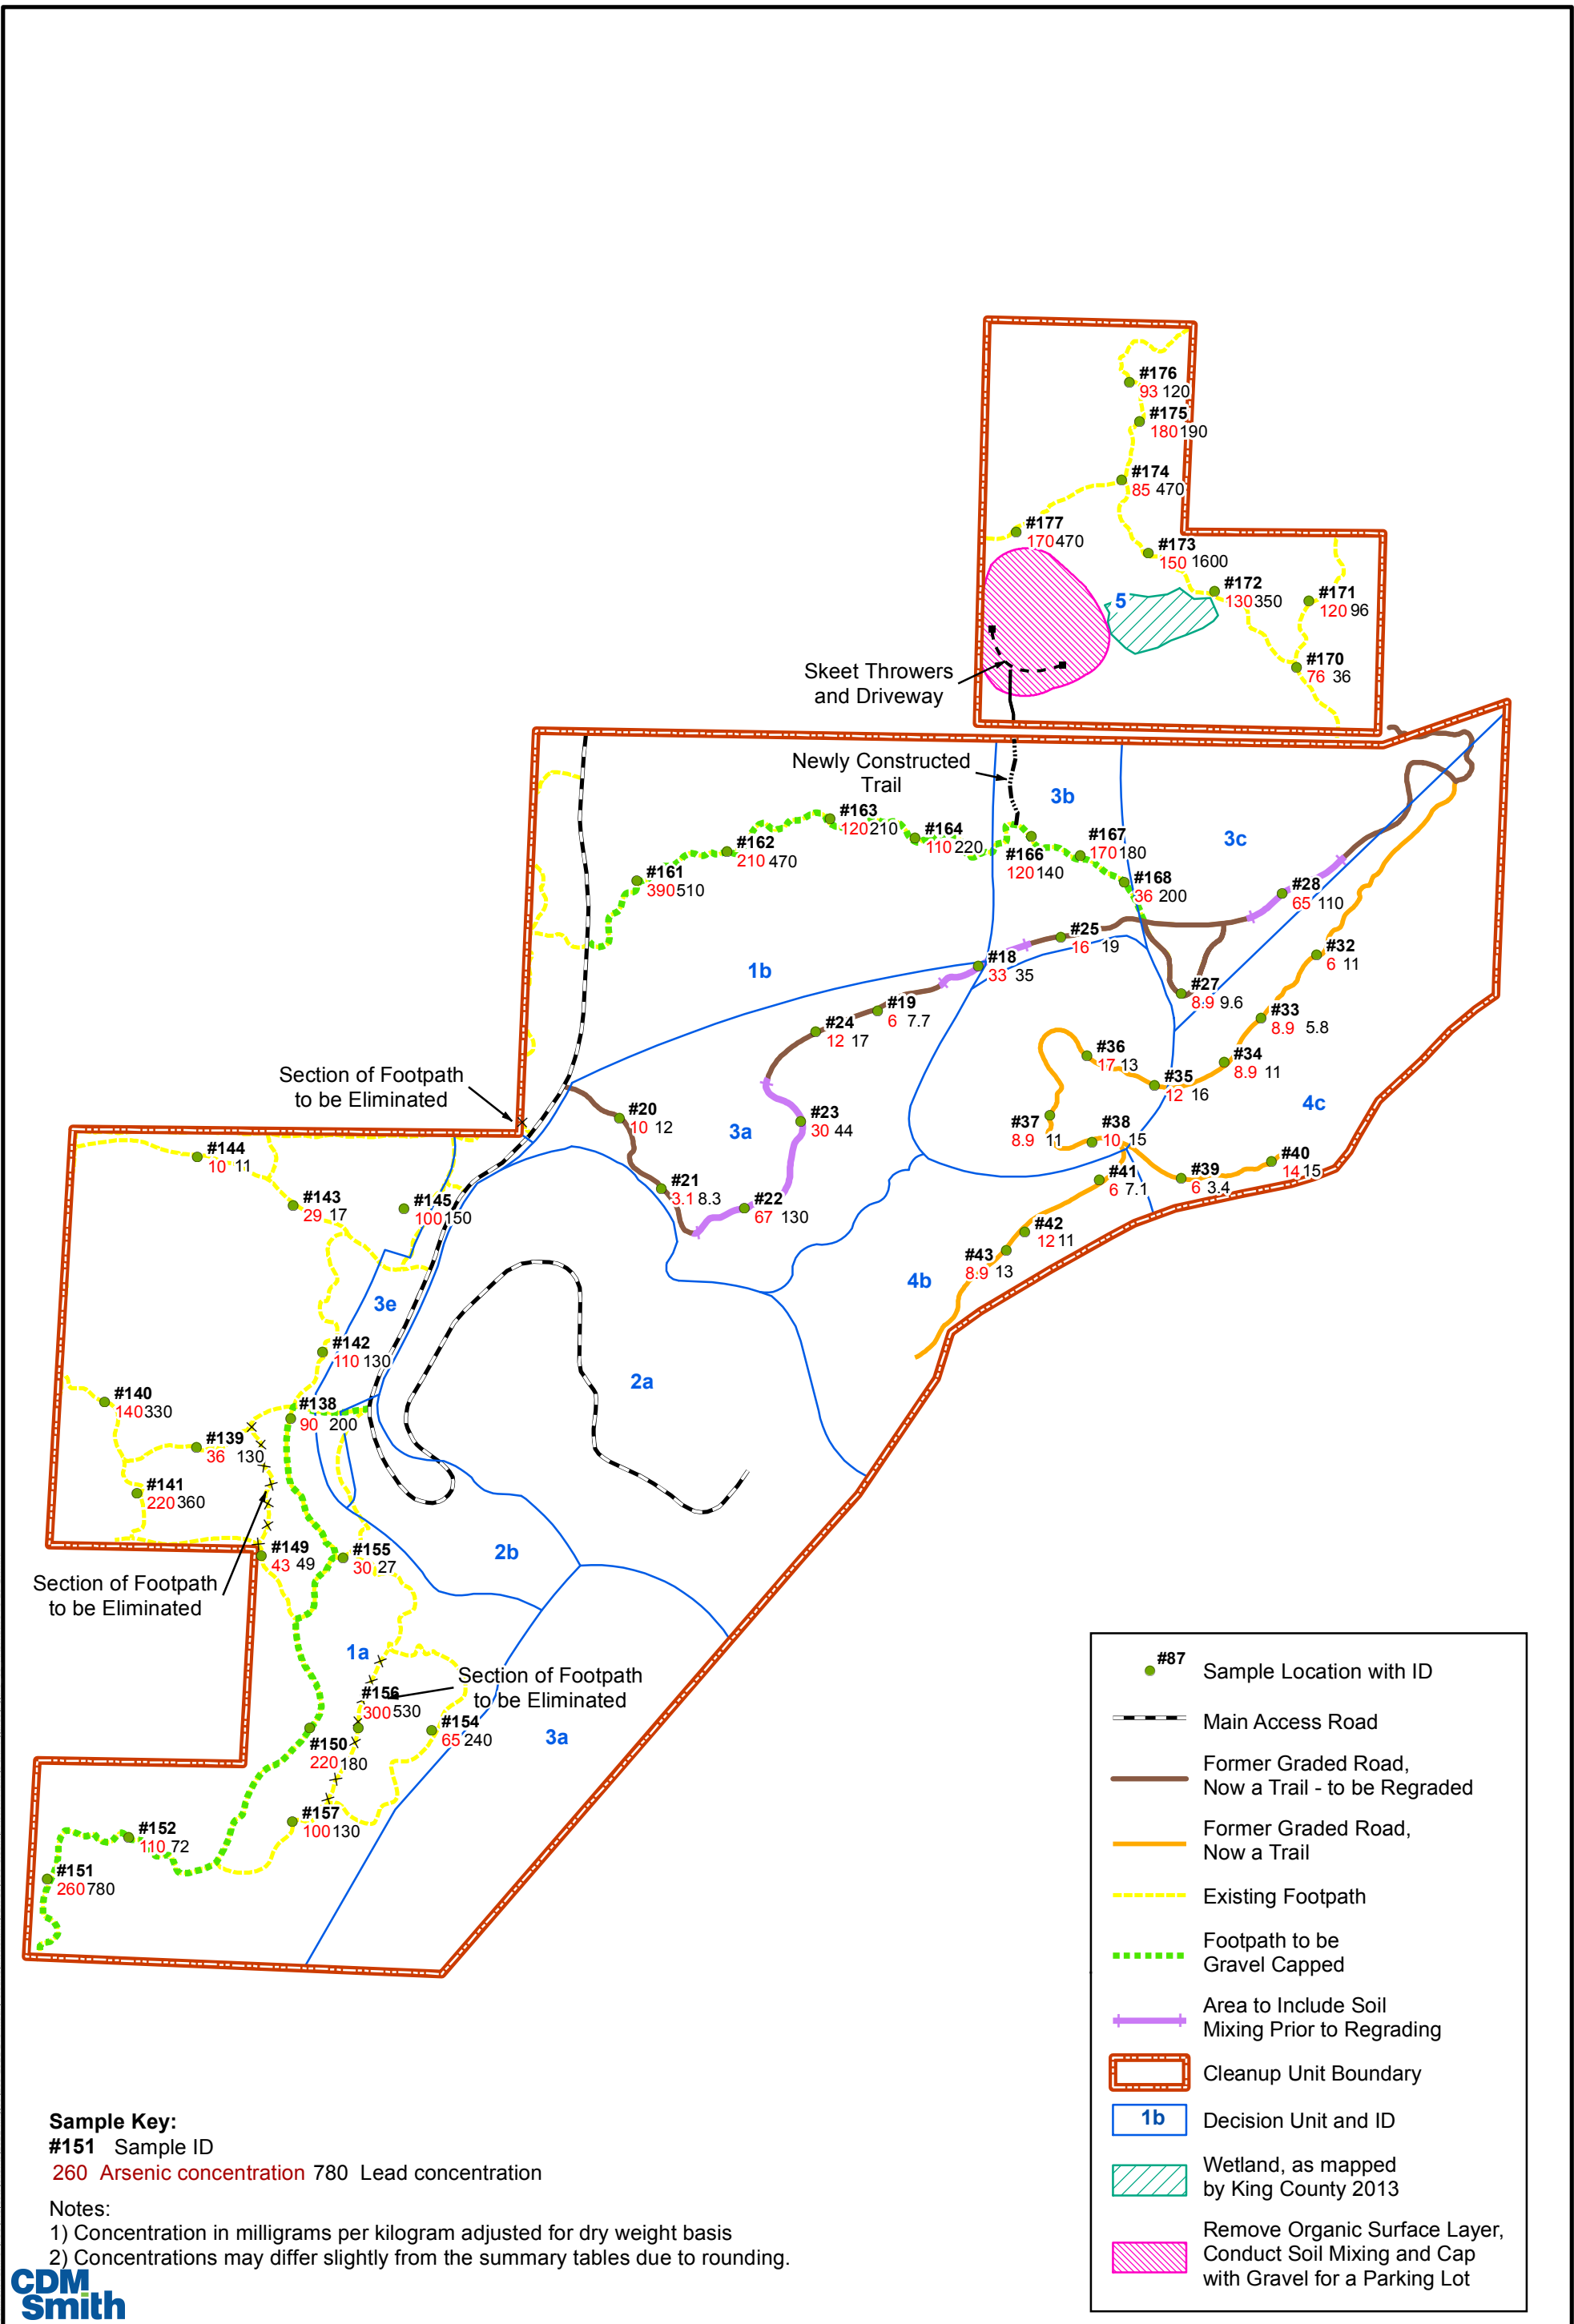 #176
93 120
#175
180 190
#174
85 470
#177
170 470
#173
150 1600
5
#172
130 350
#171
120 96
#170
76 36
Skeet Throwers
and Driveway
Newly Constructed
Trail
3b
3c
#163
120 210
#164
110 220
#162
210 470
#161
390 510
#166
120 140
#167
170 180
#168
36 200
#28
65 110
#25
16 19
#32
6 11
1b
#18
33 35
#27
8.9 9.6
#19
6 7.7
#24
12 17
#33
8.9 5.8
#36
17 13
#34
8.9 11
#35
12 16
4c
Section of Footpath
to be Eliminated
#20
10 12
3a
#23
30 44
#37
8.9 11
#38
10 15
#40
14 15
#144
10 11
#143
29 17
#145
100 150
#21
3.1 8.3
#22
67 130
#41
6 7.1
#39
6 3.4
#42
12 11
#43
8.9 13
4b
3e
#142
110 130
2a
#140
140 330
#138
90 200
#139
36 130
#141
220 360
#149
43 49
#155
30 27
2b
Section of Footpath
to be Eliminated
1a
Section of Footpath
to be Eliminated
#156
300 530
#154
65 240
3a
#150
220 180
#157
100 130
#152
110 72
#151
260 780
#87
Sample Location with ID
Main Access Road
Former Graded Road,
Now a Trail - to be Regraded
Former Graded Road,
Now a Trail
Existing Footpath
Footpath to be
Gravel Capped
Area to Include Soil
Mixing Prior to Regrading
Cleanup Unit Boundary
1b Decision Unit and ID
Wetland, as mapped
by King County 2013
Remove Organic Surface Layer,
Conduct Soil Mixing and Cap
with Gravel for a Parking Lot
Sample Key:
#151 Sample ID
260 Arsenic concentration 780 Lead concentration
Notes:
1) Concentration in milligrams per kilogram adjusted for dry weight basis
2) Concentrations may differ slightly from the summary tables due to rounding.
CDM
Smith